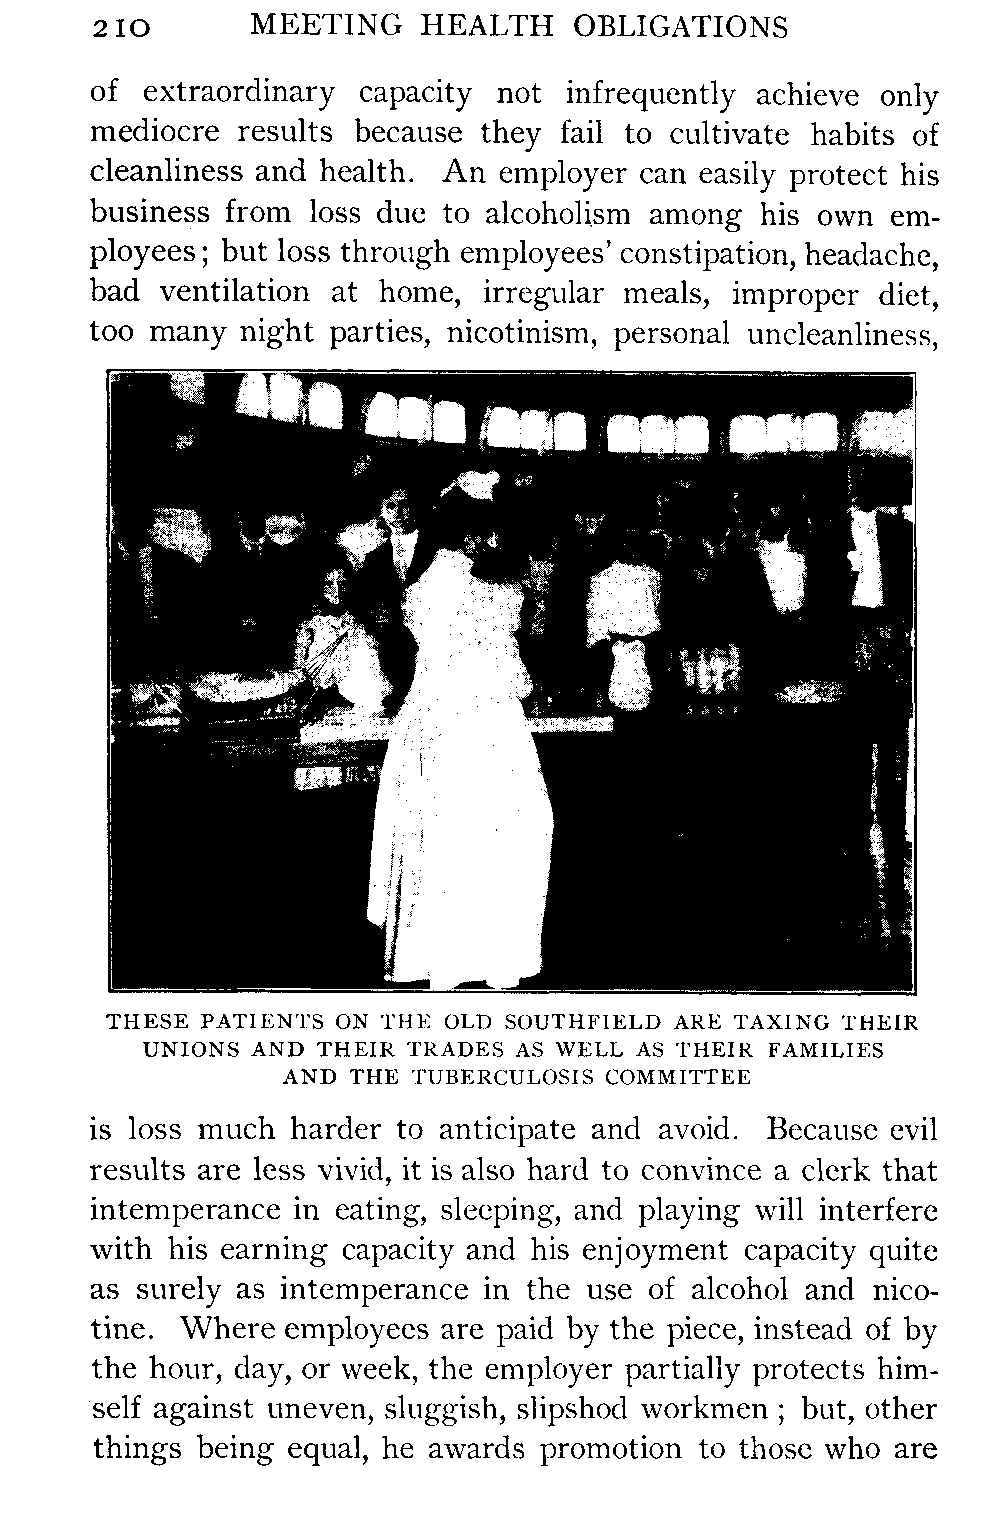 210 MEETING HEALTH OBLIGATIONS
of extraordinary capacity not infrequently achieve only
mediocre results because they fail to cultivate habits of
cleanliness and health. An employer can easily protect his
business from loss due to alcoholism among his own em-
ployees; but loss through employees' constipation, headache,
bad ventilation at home, irregular meals, improper diet,
too many night parties, nicotinism, personal uncleanliness,
THESE PATIENTS ON THE OLD SOUTHFIELD ARE TAXING THEIR
UNIONS AND THEIR TRADES AS WELL AS THEIR FAMILIES
AND THE TUBERCULOSIS COMMITTEE
is loss much harder to anticipate and avoid. Because evil
results are less vivid, it is also hard to convince a clerk that
intemperance in eating, sleeping, and playing will interfere
with his earning capacity and his enjoyment capacity quite
as surely as intemperance in the use of alcohol and nico-
tine. Where employees are paid by the piece, instead of by
the hour, day, or week, the employer partially protects him-
self against uneven, sluggish, slipshod workmen; but, other
things being equal, he awards promotion to those who are